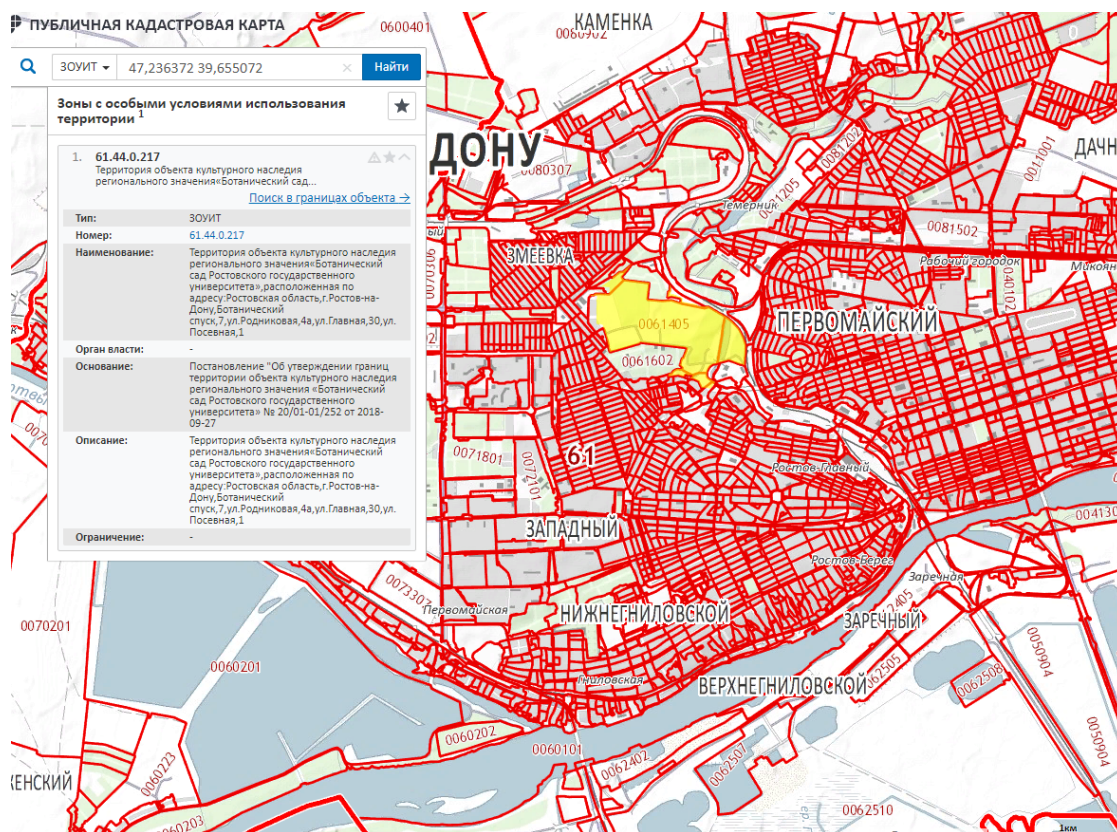 ПУБЛИЧНАЯ КАДАСТРОВАЯ КАРТА
ЗОУИТ
47,236372 39,655072
Найти
Зоны с особыми условиями использования
территории 1
1. 61.44.0.217
Территория объекта культурного наследия
регионального значения«Ботанический сад...
Поиск в границах объекта →
Тип: ЗОУИТ
Номер: 61.44.0.217
Наименование: Территория объекта культурного наследия
регионального значения«Ботанический
сад Ростовского государственного
университета»,расположенная по
адресу:Ростовская область,г.Ростов-на-
Дону,Ботанический
спуск,7,ул.Родниковая,4а,ул.Главная,30,ул.
Посевная,1
Орган власти: -
Основание: Постановление "Об утверждении границ
территории объекта культурного наследия
регионального значения «Ботанический
сад Ростовского государственного
университета» № 20/01-01/252 от 2018-
09-27
Описание: Территория объекта культурного наследия
регионального значения«Ботанический
сад Ростовского государственного
университета»,расположенная по
адресу:Ростовская область,г.Ростов-на-
Дону,Ботанический
спуск,7,ул.Родниковая,4а,ул.Главная,30,ул.
Посевная,1
Ограничение: -
0600401
КАМЕНКА
0080902
ДОНУ
0080307
0081202
0011001
ДАЧН
Темерник
0081502
Рабочий городок
Микоян
ЗМЕЕВКА
0070306
040102
0061405
ПЕРВОМАЙСКИЙ
0061602
61
0071801
0072101
Ростов-Главный
004130
ЗАПАДНЫЙ
Ростов-Берег
Заречная
0073307
Первомайская
НИЖНЕГНИЛОВСКОЙ
ЗАРЕЧНЫЙ
0070201
0060201
0050904
Гниловская
ВЕРХНЕГНИЛОВСКОЙ
0062505
0062508
0060202
0060101
0062402
0062507
0050904
ЕНСКИЙ
0060223
0060203
0062510
1км